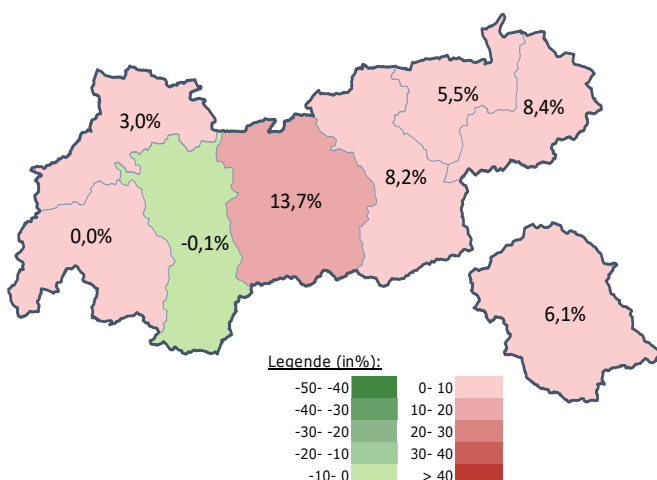 5,5%
8,4%
3,0%
8,2%
13,7%
0,0%
-0,1%
6,1%
Legende (in%):
-50- -40 0- 10
-40- -30 10- 20
-30- -20 20- 30
-20- -10 30- 40
-10- 0 > 40